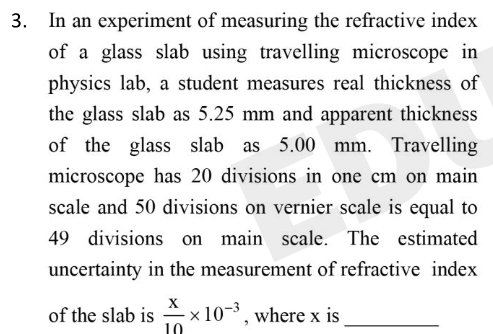 3. In an experiment of measuring the refractive index
of a glass slab using travelling microscope in
physics lab, a student measures real thickness of
the glass slab as 5.25 mm and apparent thickness
of the glass slab as 5.00 mm. Travelling
microscope has 20 divisions in one cm on main
scale and 50 divisions on vernier scale is equal to
49 divisions on main scale. The estimated
uncertainty in the measurement of refractive index
of the slab is x/10 × 10⁻³, where x is ________
EDU